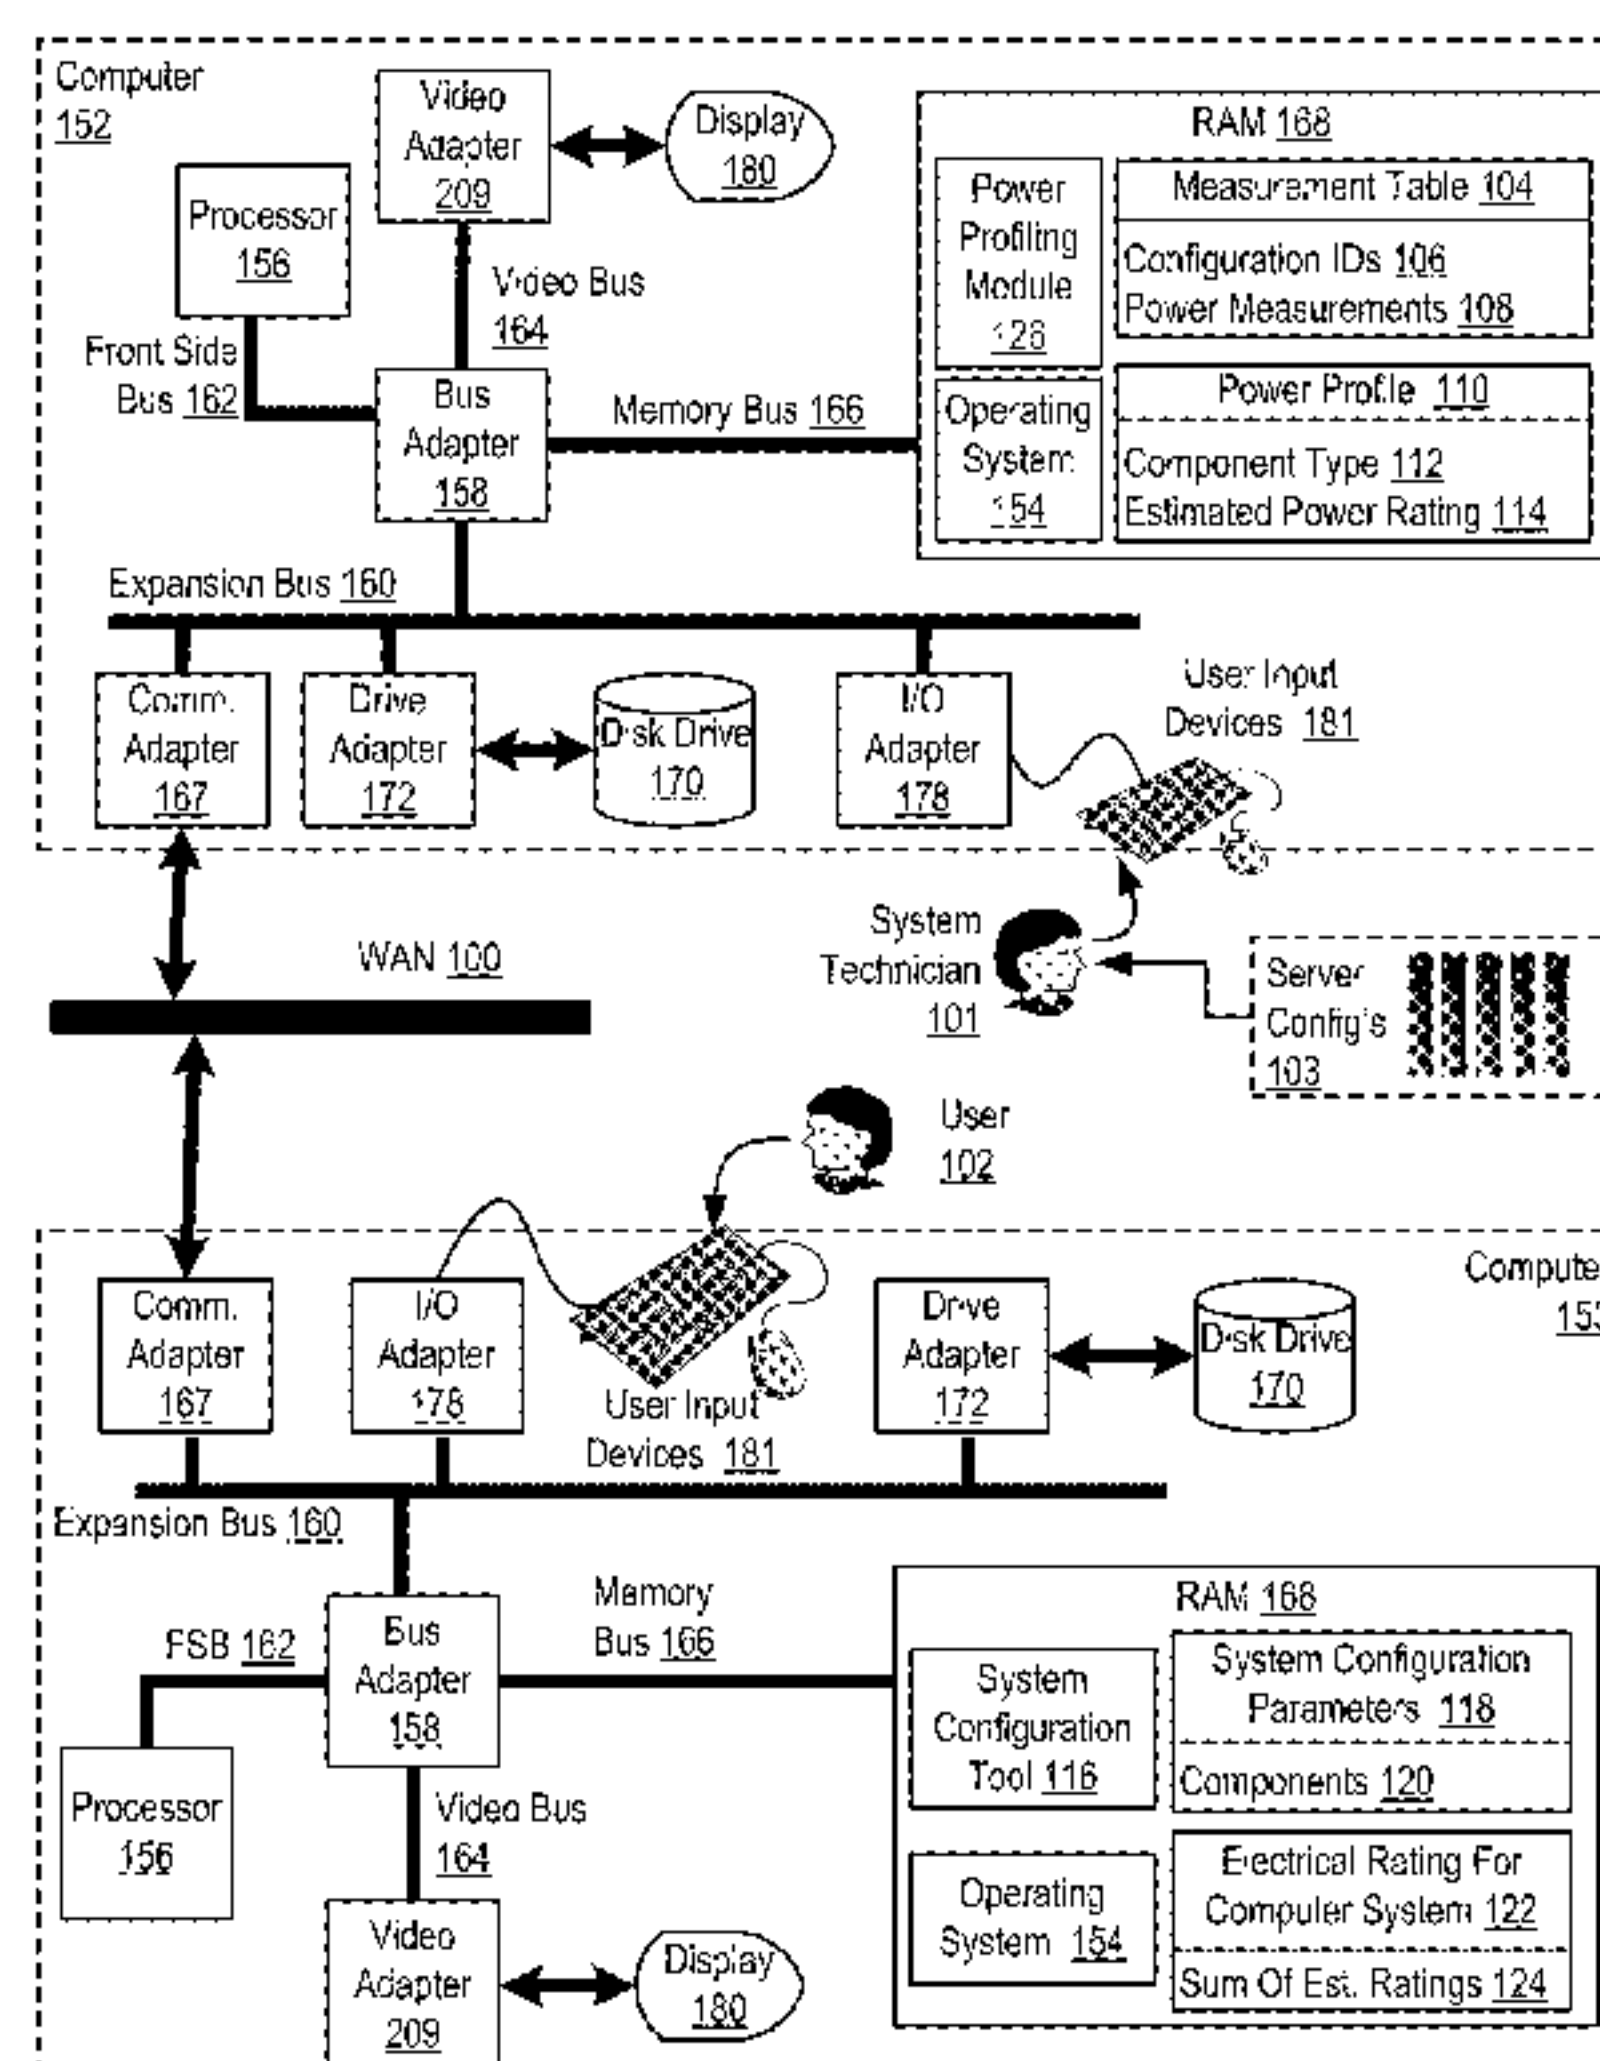 Computer
152
Video
Adapter
209
Display
180
Processor
156
Video Bus
164
Front Side
Bus 162
Bus
Adapter
158
Memory Bus 166
RAM 168
Power
Profiling
Module
126
Measurement Table 104
Configuration IDs 106
Power Measurements 108
Operating
System
154
Power Profile 110
Component Type 112
Estimated Power Rating 114
Expansion Bus 160
Comm.
Adapter
167
Drive
Adapter
172
Disk Drive
170
I/O
Adapter
178
User Input
Devices 181
WAN 100
System
Technician
101
Server
Config's
103
User
102
Comm.
Adapter
167
I/O
Adapter
178
User Input
Devices 181
Drive
Adapter
172
Disk Drive
170
Compute
153
Expansion Bus 160
FSB 162
Bus
Adapter
158
Memory
Bus 166
Processor
156
Video Bus
164
Video
Adapter
209
Display
180
RAM 168
System
Configuration
Tool 116
System Configuration
Parameters 118
Components 120
Operating
System 154
Electrical Rating For
Computer System 122
Sum Of Est. Ratings 124